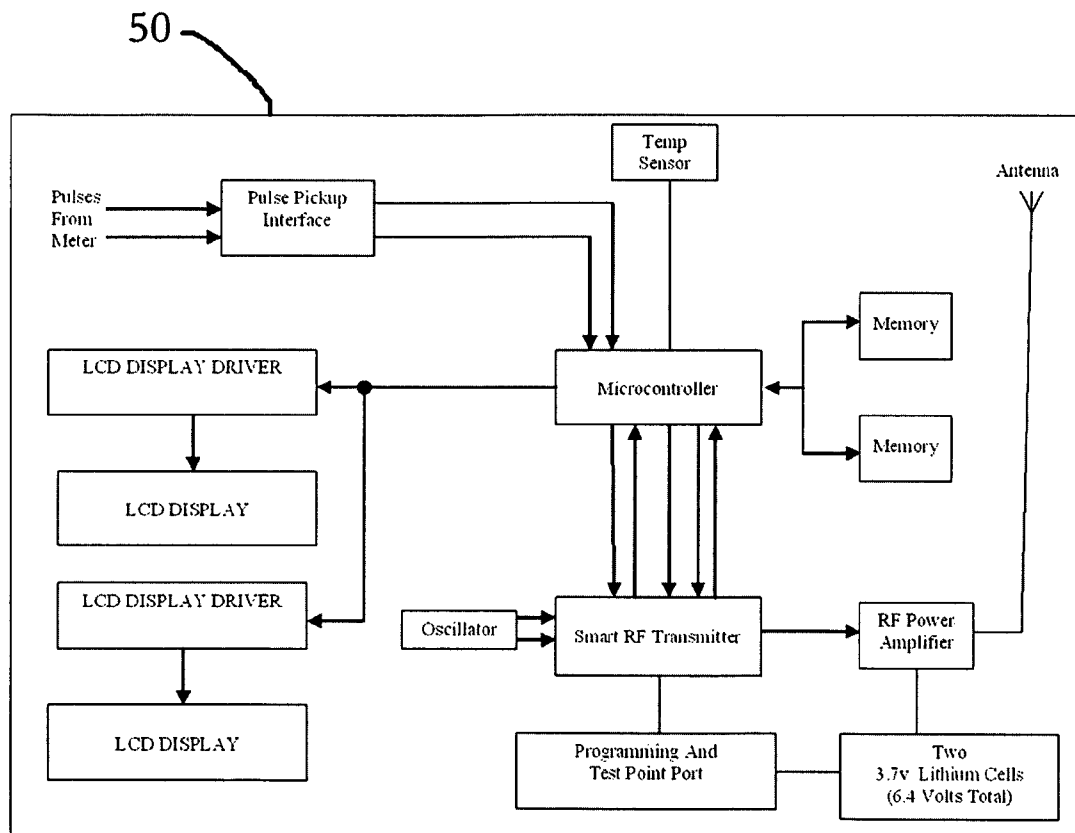 50
Temp
Sensor
Antenna
Pulses
From
Meter
Pulse Pickup
Interface
Memory
LCD DISPLAY DRIVER
Microcontroller
Memory
LCD DISPLAY
LCD DISPLAY DRIVER
Oscillator
Smart RF Transmitter
RF Power
Amplifier
LCD DISPLAY
Programming And
Test Point Port
Two
3.7v Lithium Cells
(6.4 Volts Total)